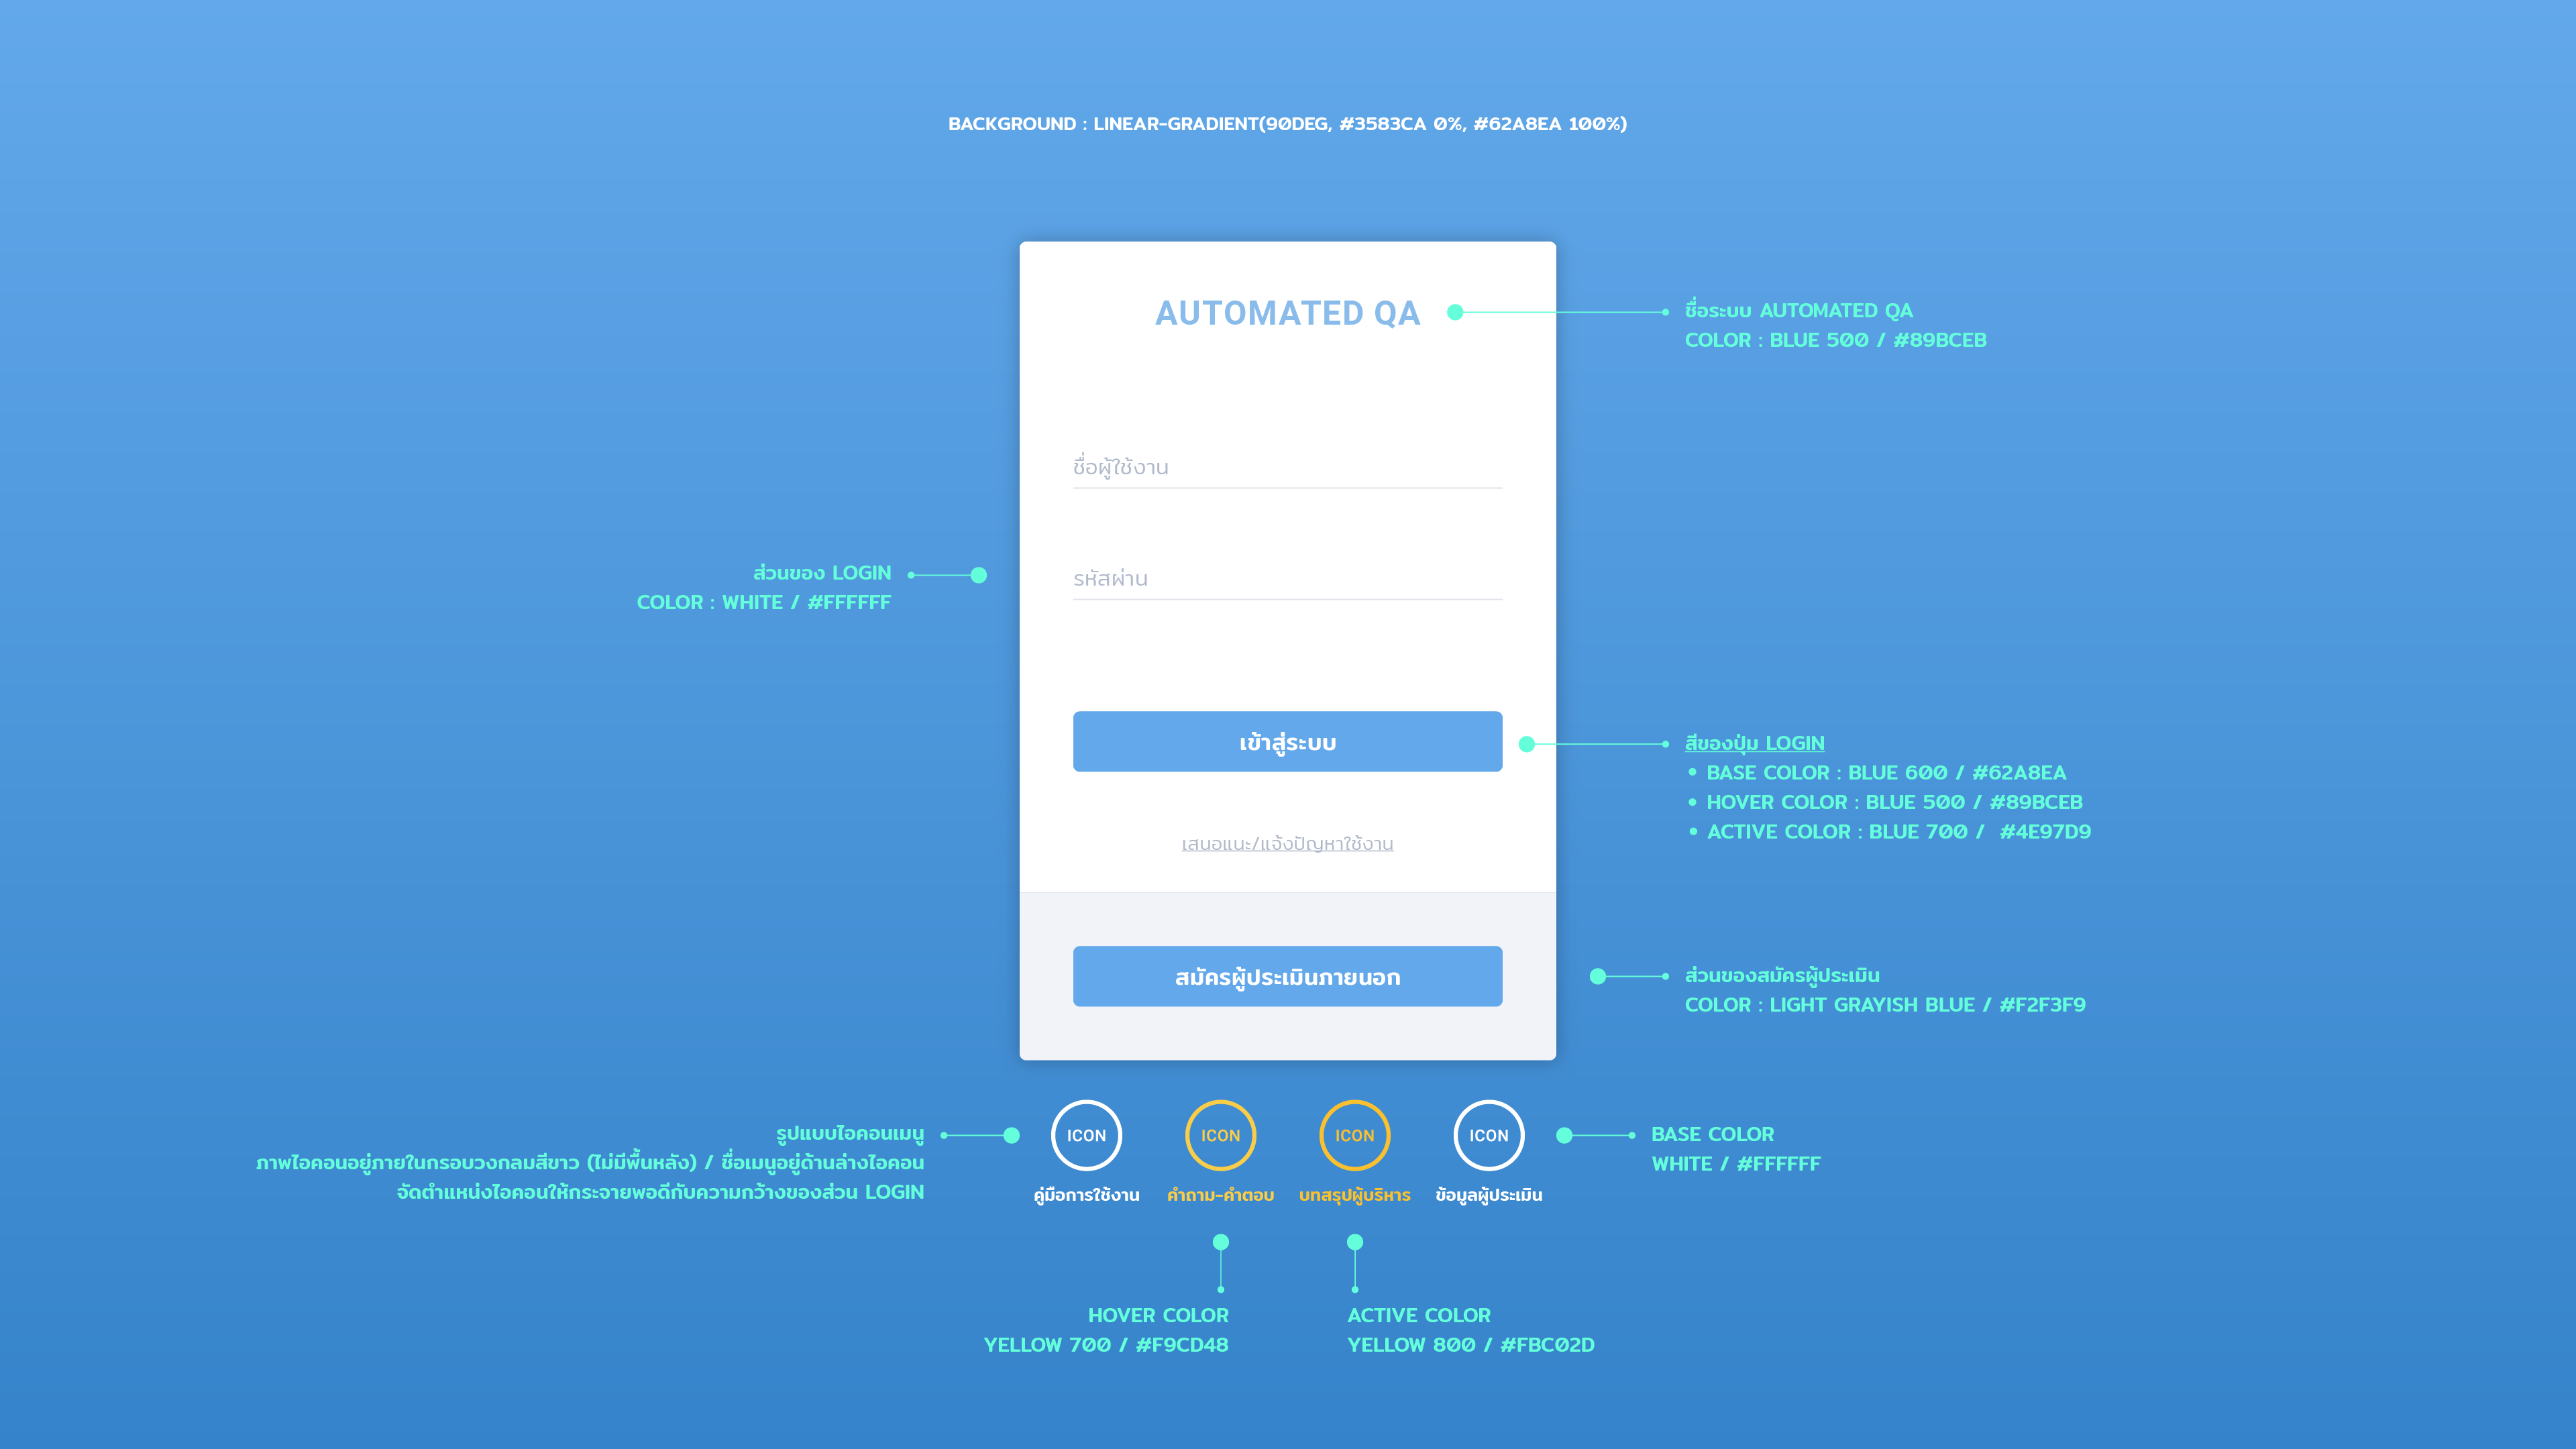 BACKGROUND : LINEAR-GRADIENT(90DEG, #3583CA 0%, #62A8EA 100%)
AUTOMATED QA
ชื่อระบบ AUTOMATED QA
COLOR : BLUE 500 / #89BCEB
ชื่อผู้ใช้งาน
ส่วนของ LOGIN
COLOR : WHITE / #FFFFFF
รหัสผ่าน
เข้าสู่ระบบ
สีของปุ่ม LOGIN
• BASE COLOR : BLUE 600 / #62A8EA
• HOVER COLOR : BLUE 500 / #89BCEB
• ACTIVE COLOR : BLUE 700 / #4E97D9
เสนอแนะ/แจ้งปัญหาใช้งาน
สมัครผู้ประเมินภายนอก
ส่วนของสมัครผู้ประเมิน
COLOR : LIGHT GRAYISH BLUE / #F2F3F9
รูปแบบไอคอนเมนู
ภาพไอคอนอยู่ภายในกรอบวงกลมสีขาว (ไม่มีพื้นหลัง) / ชื่อเมนูอยู่ด้านล่างไอคอน
จัดตำแหน่งไอคอนให้กระจายพอดีกับความกว้างของส่วน LOGIN
ICON ICON ICON ICON
คู่มือการใช้งาน คำถาม-คำตอบ บทสรุปผู้บริหาร ข้อมูลผู้ประเมิน
BASE COLOR
WHITE / #FFFFFF
HOVER COLOR
YELLOW 700 / #F9CD48
ACTIVE COLOR
YELLOW 800 / #FBC02D